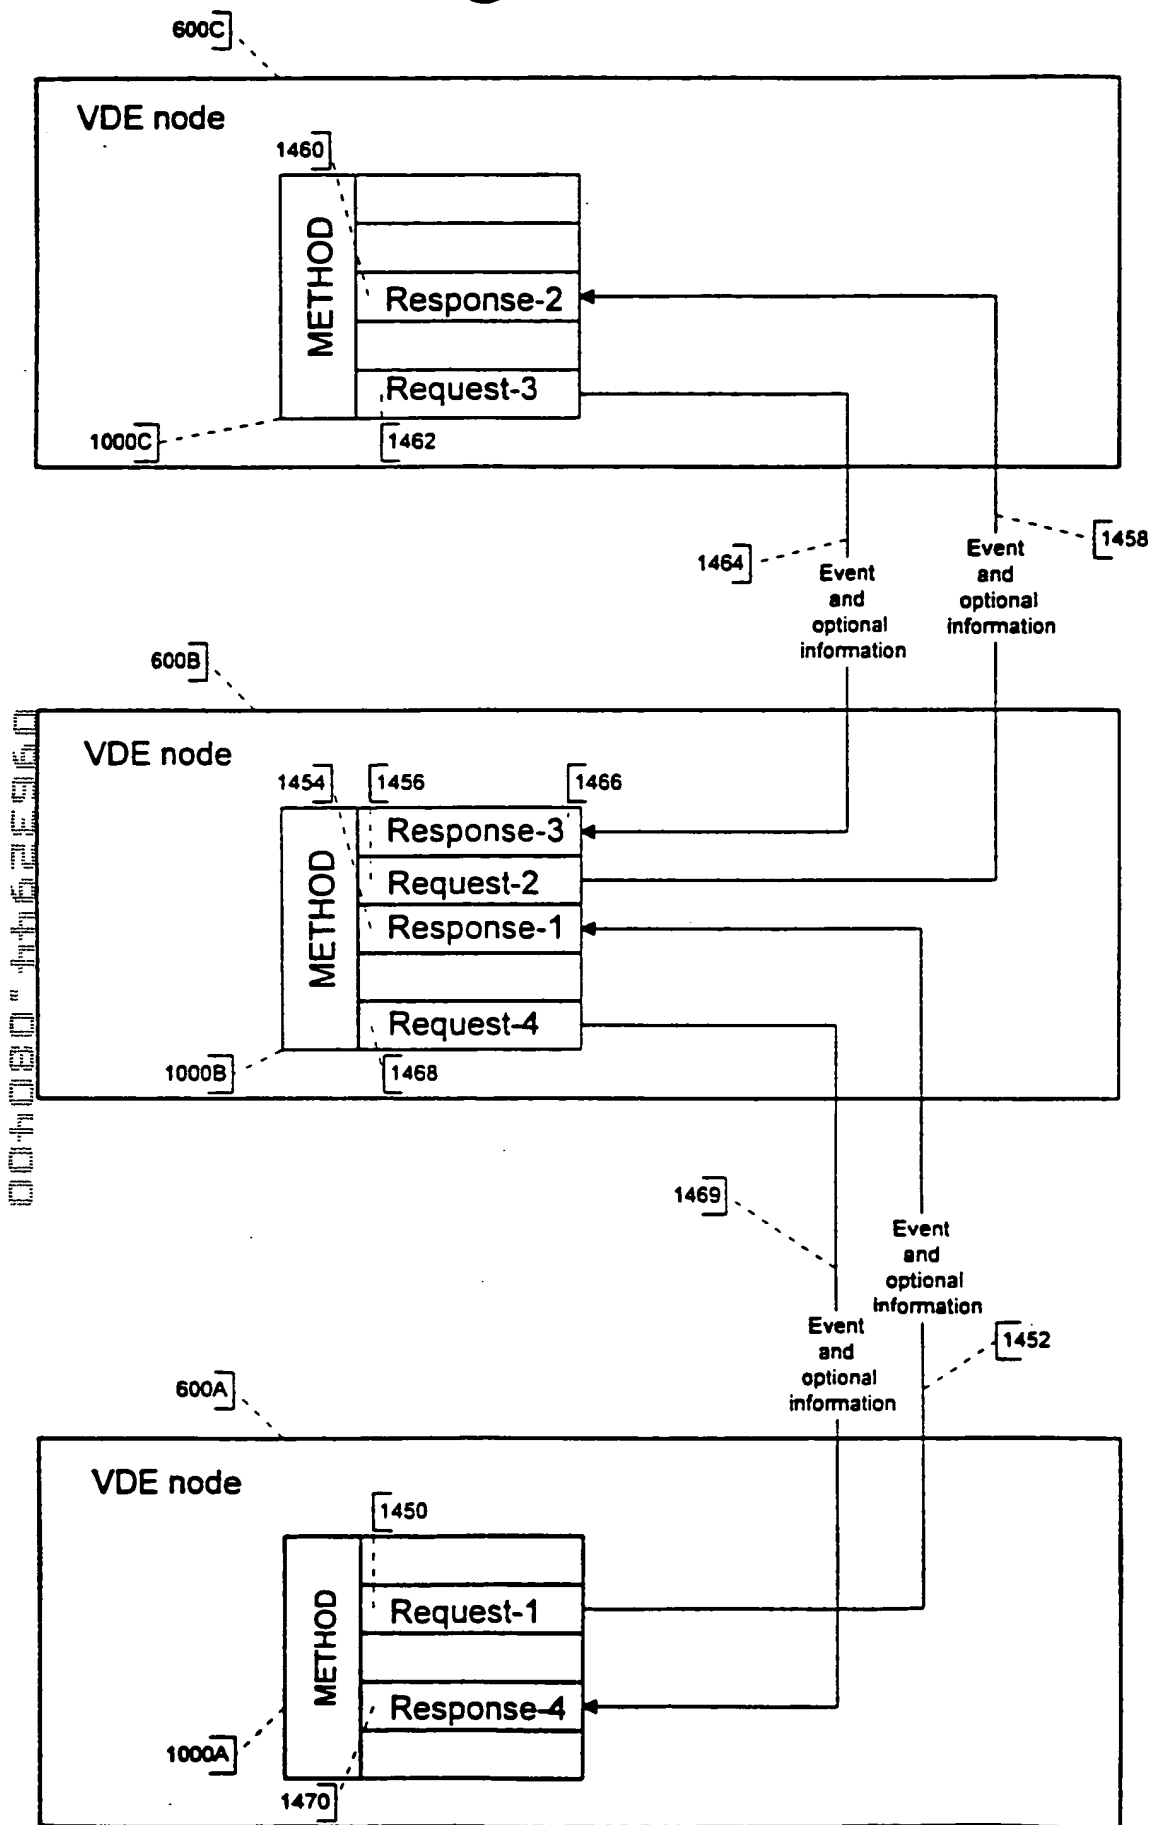 600C
VDE node
1460
METHOD
Response-2
Request-3
1000C
1462
1458
1464
Event
and
optional
information
Event
and
optional
information
600B
VDE node
1454
1456
1466
METHOD
Response-3
Request-2
Response-1
Request-4
1000B
1468
1469
Event
and
optional
information
Event
and
optional
information
1452
600A
VDE node
1450
METHOD
Request-1
Response-4
1000A
1470